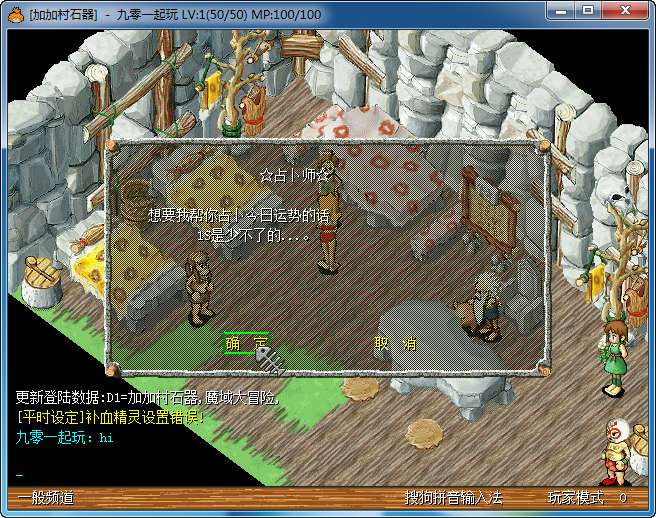 [加加村石器] - 九零一起玩 LV:1(50/50) MP:100/100
☆占卜师☆
想要我帮你占卜今日运势的话
1S是少不了的...。
确 定
取 消
更新登陆数据:D1=加加村石器,魔域大冒险,
[平时设定]补血精灵设置错误!
九零一起玩: hi
_
一般频道 搜狗拼音输入法 玩家模式 0